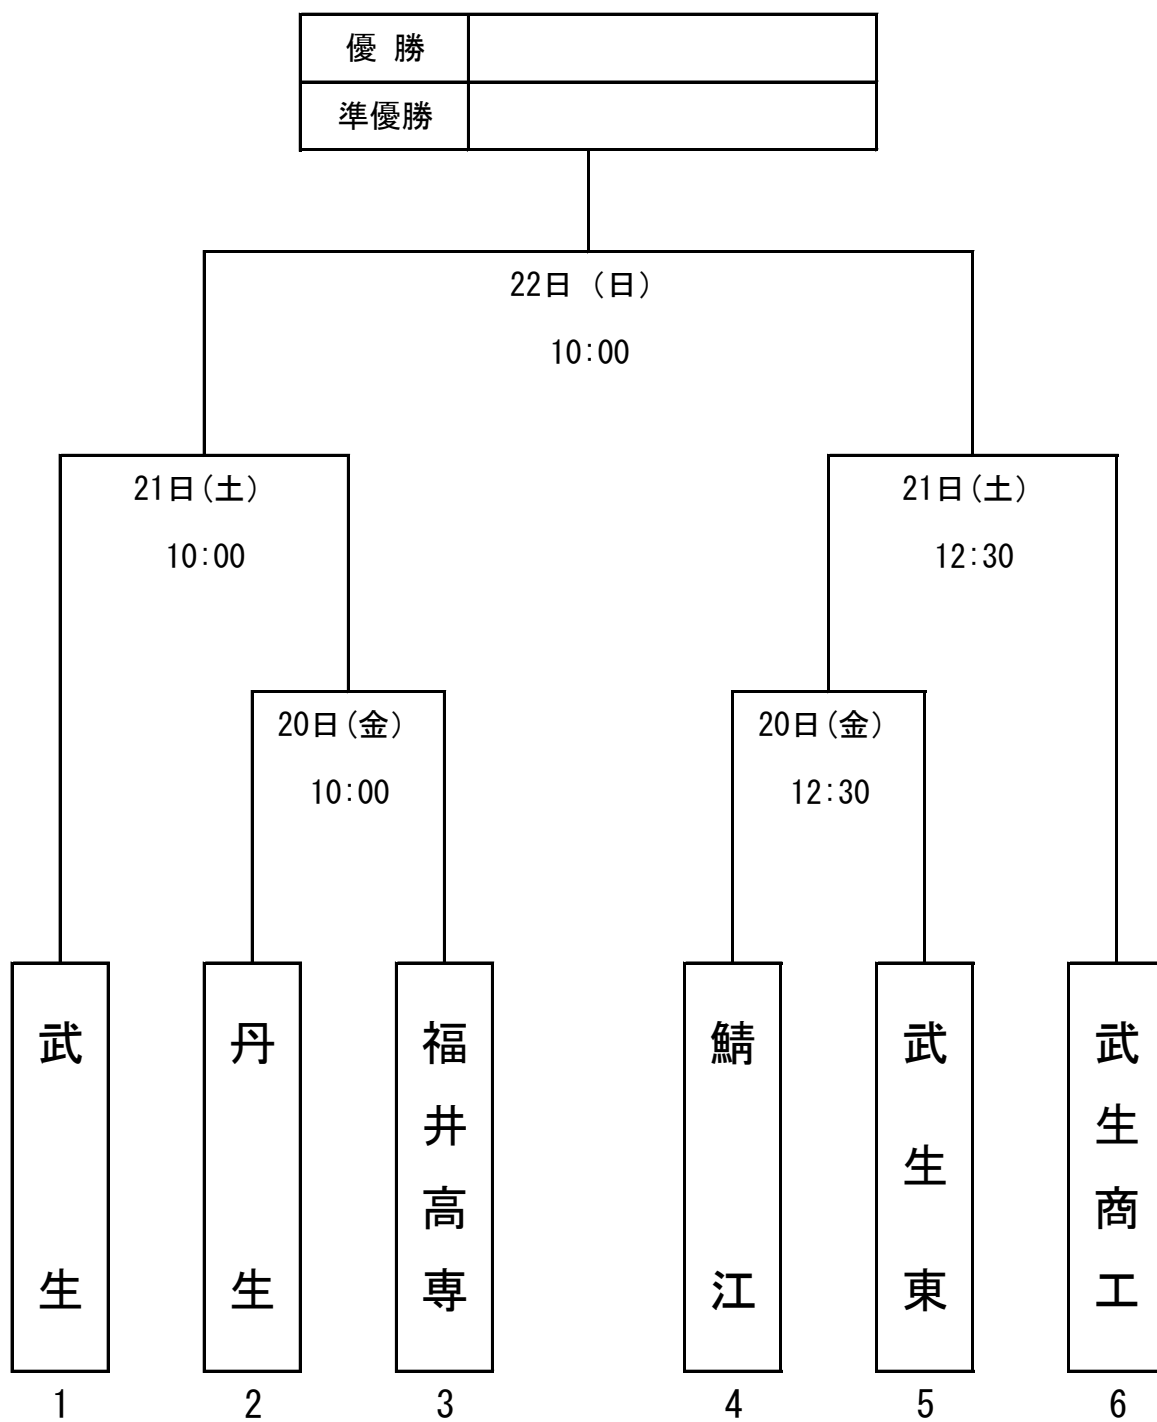 優 勝
準優勝
22日（日）
10:00
21日（土）
10:00
21日（土）
12:30
20日（金）
10:00
20日（金）
12:30
武生
丹生
福井高専
鯖江
武生東
武生商工
1
2
3
4
5
6